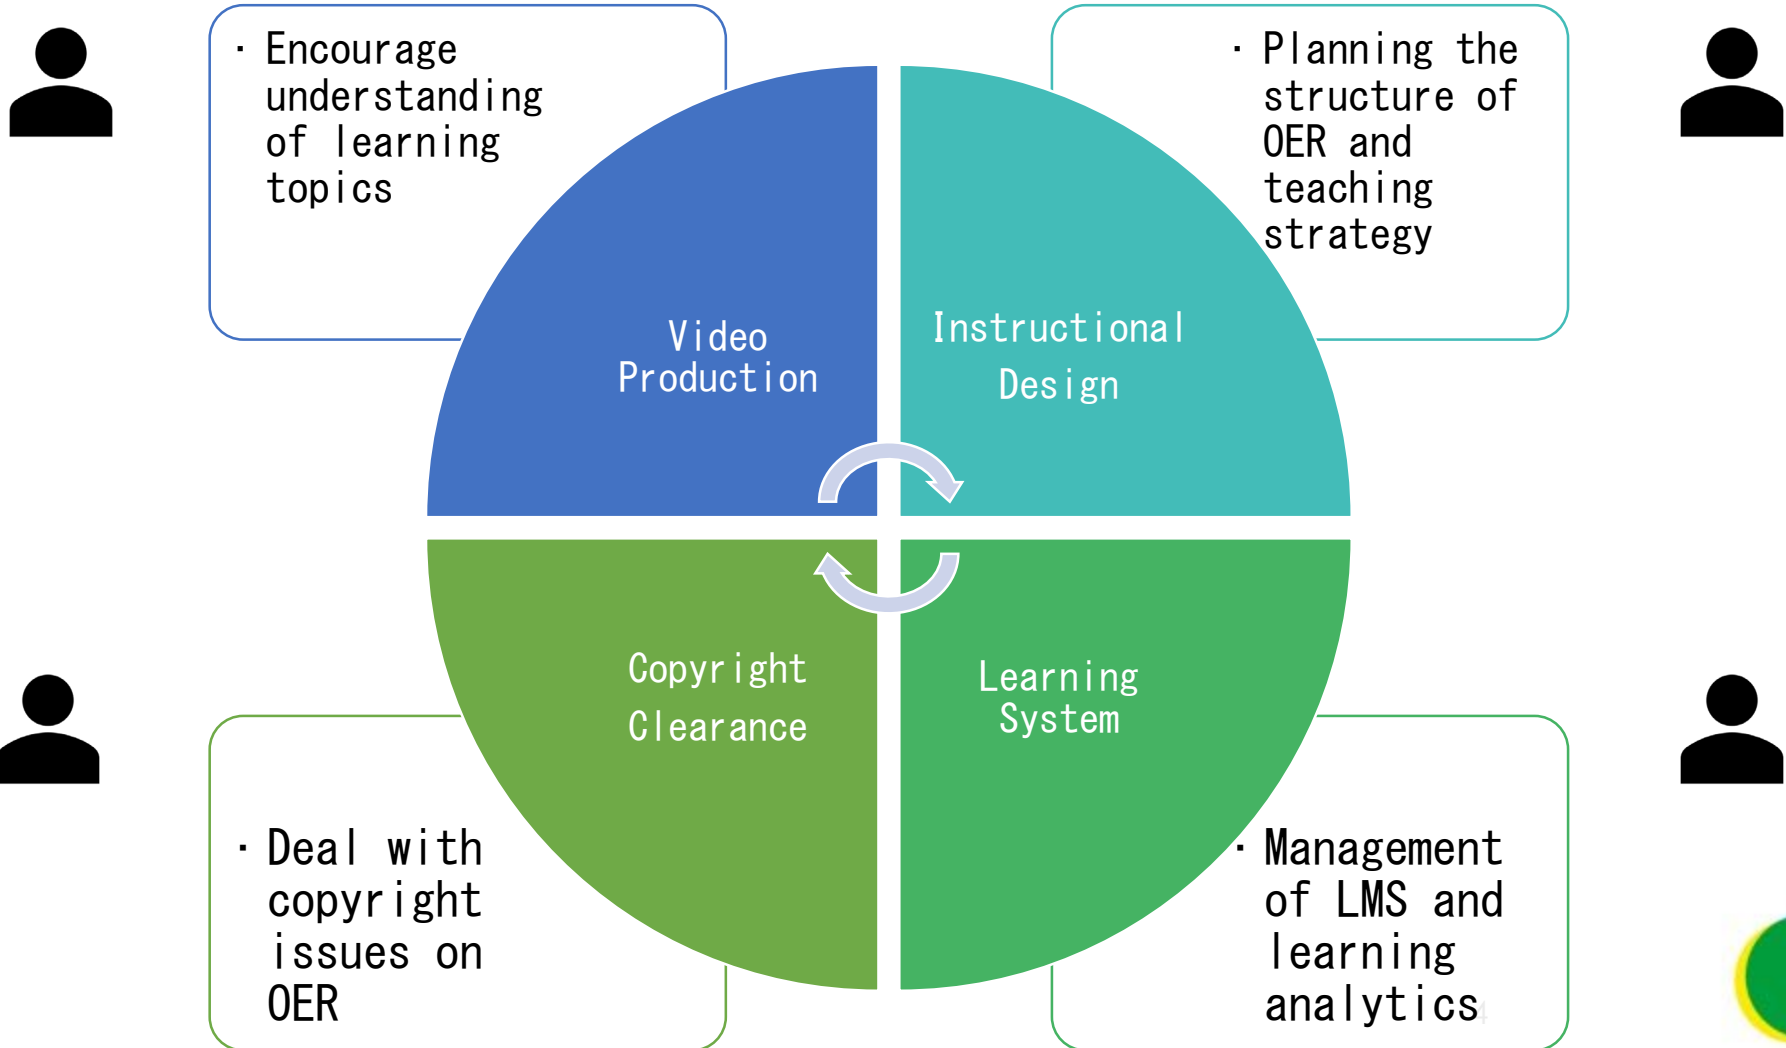 · Encourage
understanding
of learning
topics
· Planning the
structure of
OER and
teaching
strategy
Video
Production
Instructional
Design
Copyright
Clearance
Learning
System
· Deal with
copyright
issues on
OER
· Management
of LMS and
learning
analytics
4